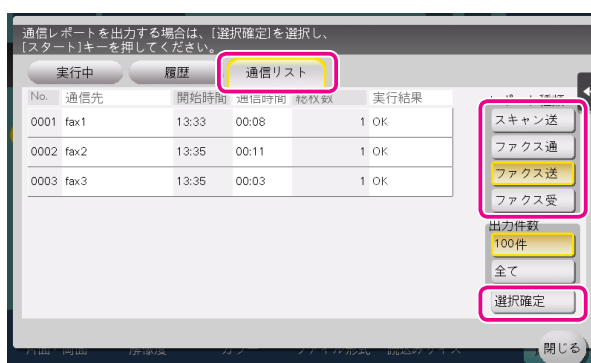 通信レポートを出力する場合は、[選択確定]を選択し、
[スタート]キーを押してください。
実行中 履歴 通信リスト
No. 通信先 開始時間 通信時間 総枚数 実行結果
0001 fax1 13:33 00:08 1 OK
0002 fax2 13:35 00:11 1 OK
0003 fax3 13:35 00:03 1 OK
スキャン送
ファクス通
ファクス送
ファクス受
出力件数
100件
全て
選択確定
閉じる